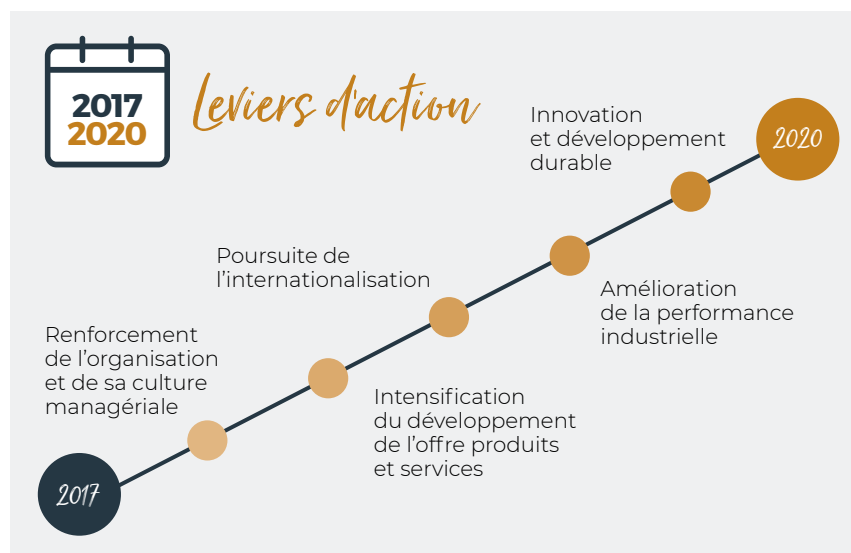 2017
2020
Leviers d'action
Innovation
et développement
durable
2020
Poursuite de
l’internationalisation
Amélioration
de la performance
industrielle
Renforcement
de l’organisation
et de sa culture
managériale
Intensification
du développement
de l’offre produits
et services
2017